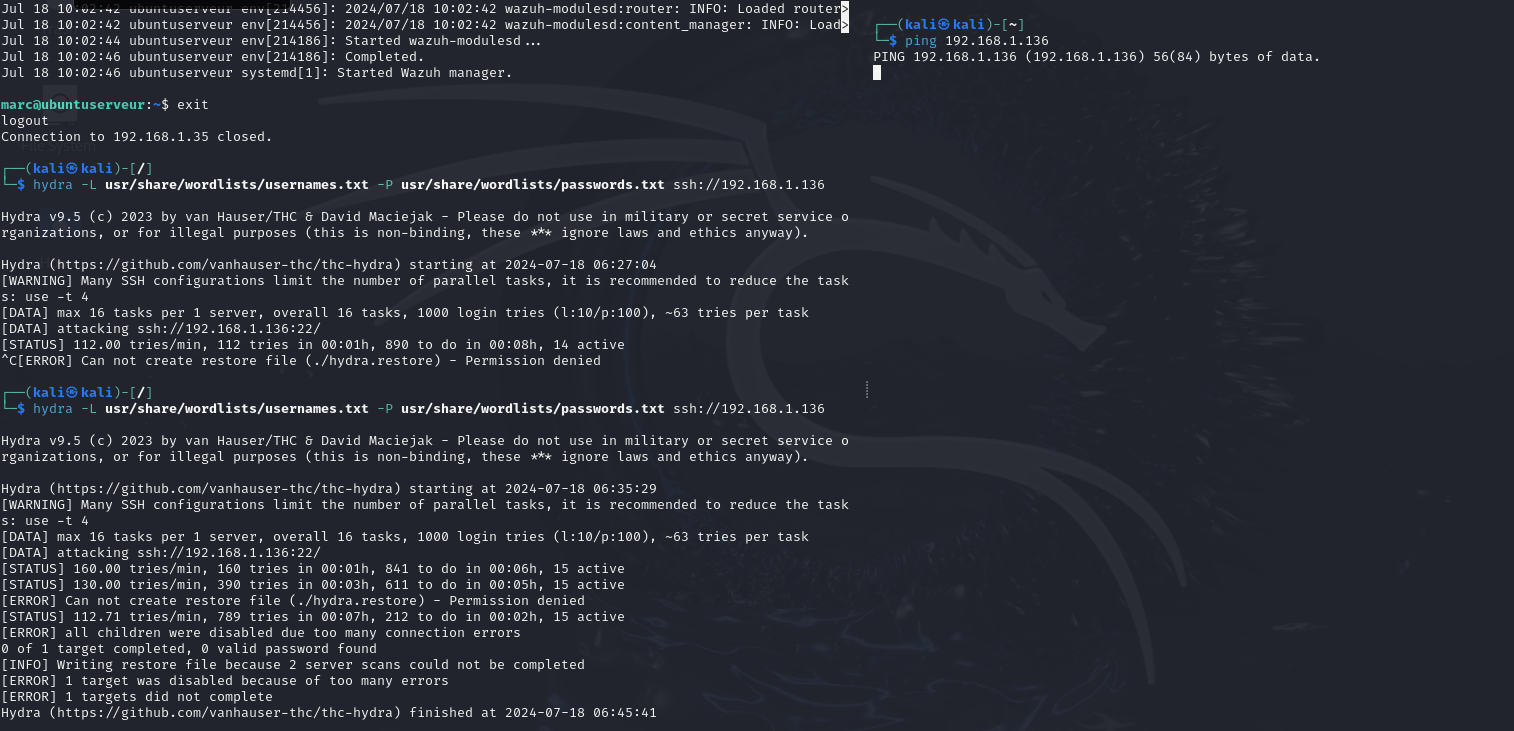 Jul 18 10:02:42 ubuntuserveur env[214456]: 2024/07/18 10:02:42 wazuh-modulesd:router: INFO: Loaded router>
Jul 18 10:02:42 ubuntuserveur env[214456]: 2024/07/18 10:02:42 wazuh-modulesd:content_manager: INFO: Load>
Jul 18 10:02:44 ubuntuserveur env[214186]: Started wazuh-modulesd...
Jul 18 10:02:46 ubuntuserveur env[214186]: Completed.
Jul 18 10:02:46 ubuntuserveur systemd[1]: Started Wazuh manager.
marc@ubuntuserveur:~$ exit
logout
Connection to 192.168.1.35 closed.
File System
┌──(kali㉿kali)-[/]
└─$ hydra -L usr/share/wordlists/usernames.txt -P usr/share/wordlists/passwords.txt ssh://192.168.1.136
Hydra v9.5 (c) 2023 by van Hauser/THC & David Maciejak - Please do not use in military or secret service o
rganizations, or for illegal purposes (this is non-binding, these *** ignore laws and ethics anyway).
Hydra (https://github.com/vanhauser-thc/thc-hydra) starting at 2024-07-18 06:27:04
[WARNING] Many SSH configurations limit the number of parallel tasks, it is recommended to reduce the task
s: use -t 4
[DATA] max 16 tasks per 1 server, overall 16 tasks, 1000 login tries (l:10/p:100), ~63 tries per task
[DATA] attacking ssh://192.168.1.136:22/
[STATUS] 112.00 tries/min, 112 tries in 00:01h, 890 to do in 00:08h, 14 active
^C[ERROR] Can not create restore file (./hydra.restore) - Permission denied
┌──(kali㉿kali)-[/]
└─$ hydra -L usr/share/wordlists/usernames.txt -P usr/share/wordlists/passwords.txt ssh://192.168.1.136
Hydra v9.5 (c) 2023 by van Hauser/THC & David Maciejak - Please do not use in military or secret service o
rganizations, or for illegal purposes (this is non-binding, these *** ignore laws and ethics anyway).
Hydra (https://github.com/vanhauser-thc/thc-hydra) starting at 2024-07-18 06:35:29
[WARNING] Many SSH configurations limit the number of parallel tasks, it is recommended to reduce the task
s: use -t 4
[DATA] max 16 tasks per 1 server, overall 16 tasks, 1000 login tries (l:10/p:100), ~63 tries per task
[DATA] attacking ssh://192.168.1.136:22/
[STATUS] 160.00 tries/min, 160 tries in 00:01h, 841 to do in 00:06h, 15 active
[STATUS] 130.00 tries/min, 390 tries in 00:03h, 611 to do in 00:05h, 15 active
[ERROR] Can not create restore file (./hydra.restore) - Permission denied
[STATUS] 112.71 tries/min, 789 tries in 00:07h, 212 to do in 00:02h, 15 active
[ERROR] all children were disabled due too many connection errors
0 of 1 target completed, 0 valid password found
[INFO] Writing restore file because 2 server scans could not be completed
[ERROR] 1 target was disabled because of too many errors
[ERROR] 1 targets did not complete
Hydra (https://github.com/vanhauser-thc/thc-hydra) finished at 2024-07-18 06:45:41
┌──(kali㉿kali)-[~]
└─$ ping 192.168.1.136
PING 192.168.1.136 (192.168.1.136) 56(84) bytes of data.